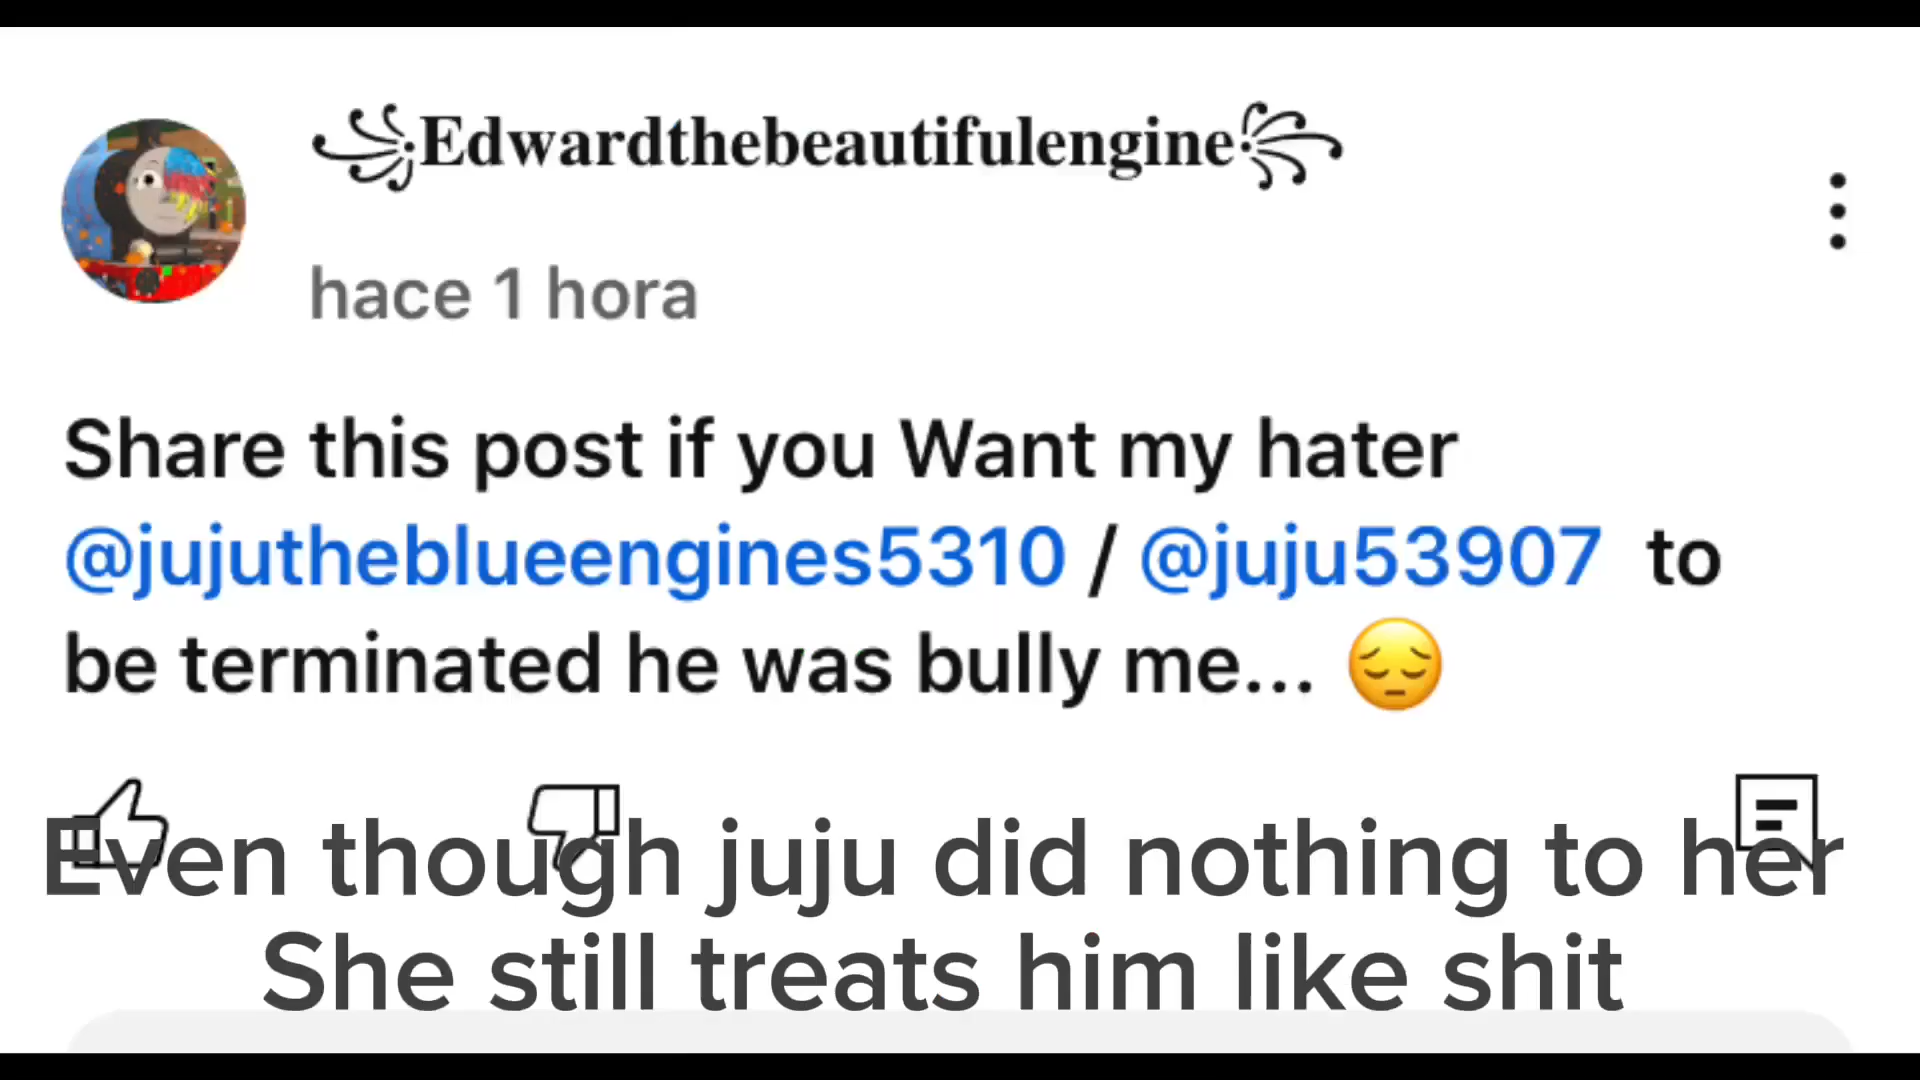 Edwardthebeautifulengine
hace 1 hora
Share this post if you Want my hater
@jujutheblueengines5310 / @juju53907 to
be terminated he was bully me... 😔
Even though juju did nothing to her
She still treats him like shit